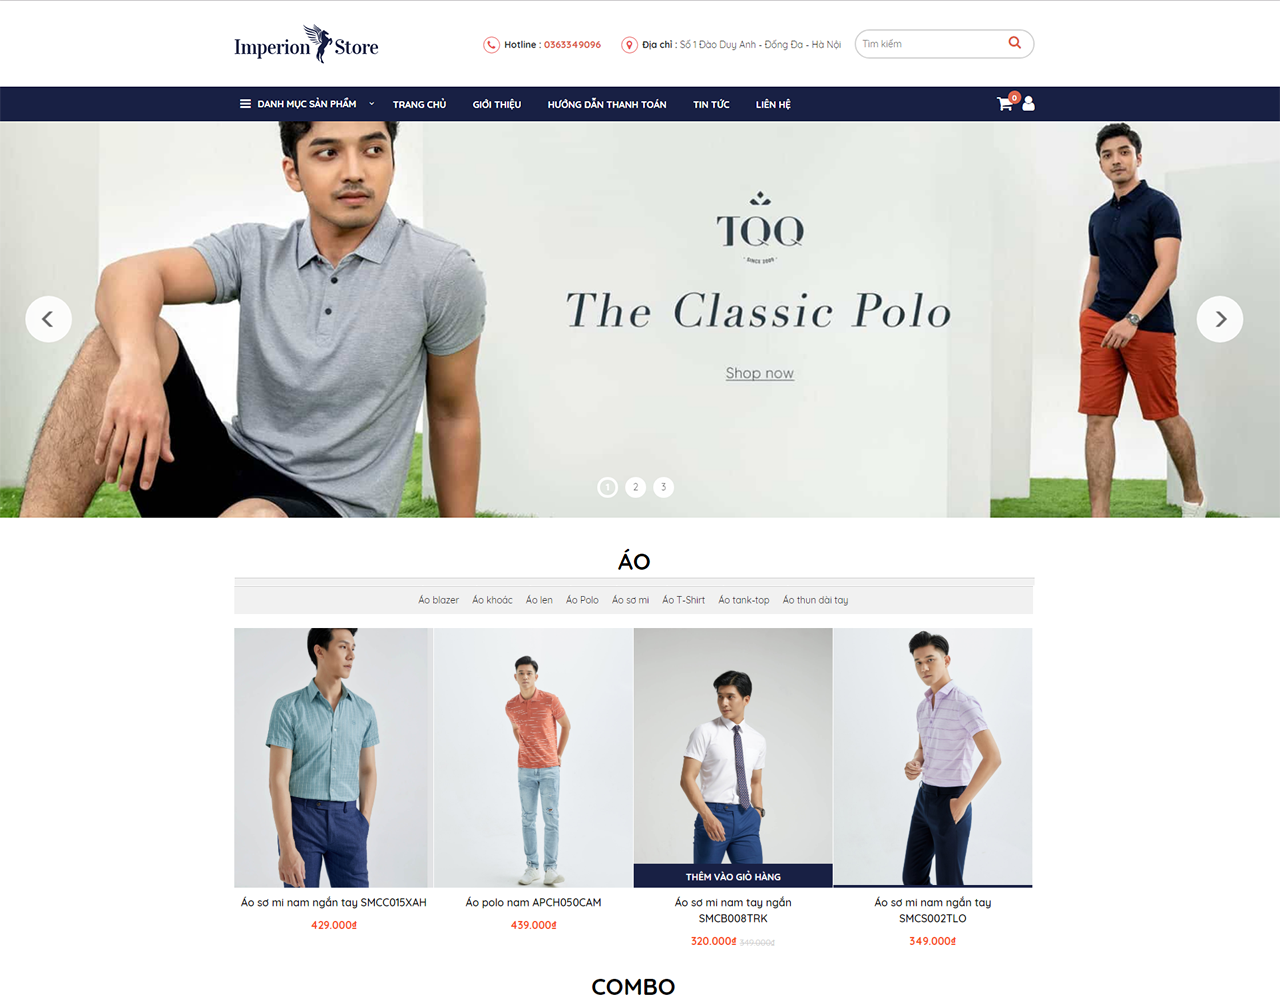 Imperion Store
Hotline : 0363349096
Địa chỉ : Số 1 Đào Duy Anh - Đống Đa - Hà Nội
Tìm kiếm
DANH MỤC SẢN PHẨM
TRANG CHỦ
GIỚI THIỆU
HƯỚNG DẪN THANH TOÁN
TIN TỨC
LIÊN HỆ
0
TQQ
· SINCE 2009 ·
The Classic Polo
Shop now
1 2 3
ÁO
Áo blazer Áo khoác Áo len Áo Polo Áo sơ mi Áo T-Shirt Áo tank-top Áo thun dài tay
THÊM VÀO GIỎ HÀNG
Áo sơ mi nam ngắn tay SMCC015XAH
429.000₫
Áo polo nam APCH050CAM
439.000₫
Áo sơ mi nam tay ngắn
SMCB008TRK
320.000₫ 349.000₫
Áo sơ mi nam ngắn tay
SMCS002TLO
349.000₫
COMBO